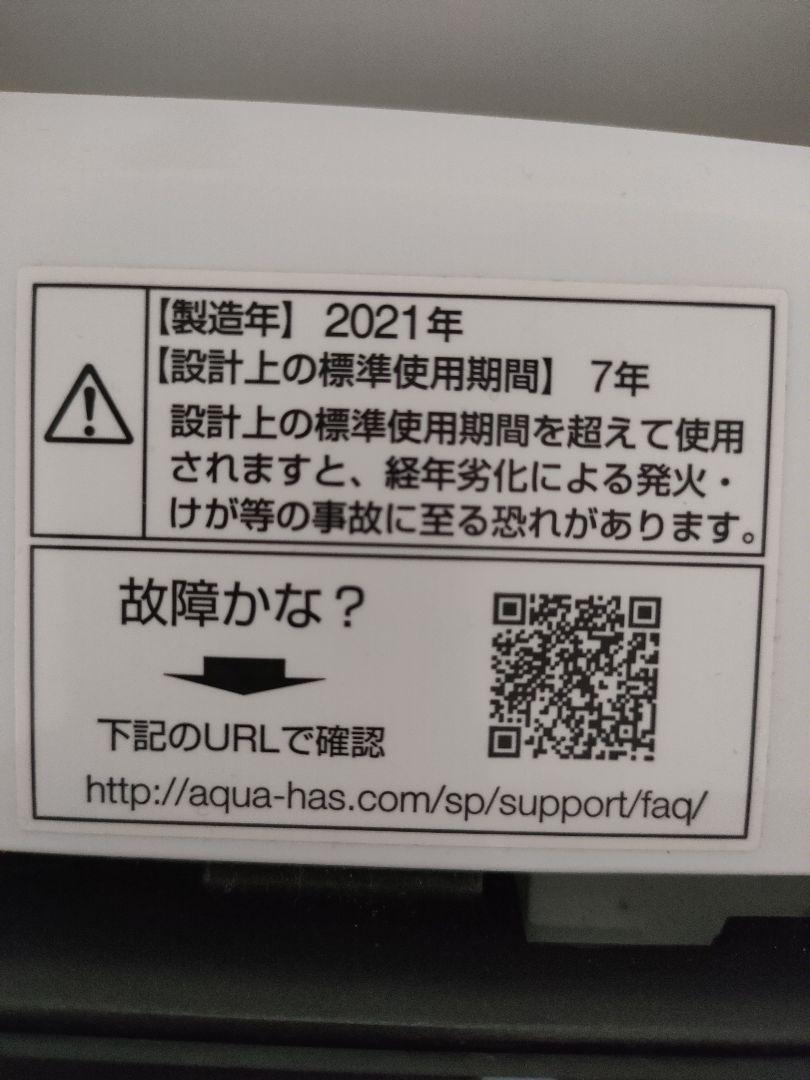 【製造年】 2021年
【設計上の標準使用期間】 7年
設計上の標準使用期間を超えて使用
されますと、経年劣化による発火・
けが等の事故に至る恐れがあります。
故障かな？
下記のURLで確認
http://aqua-has.com/sp/support/faq/